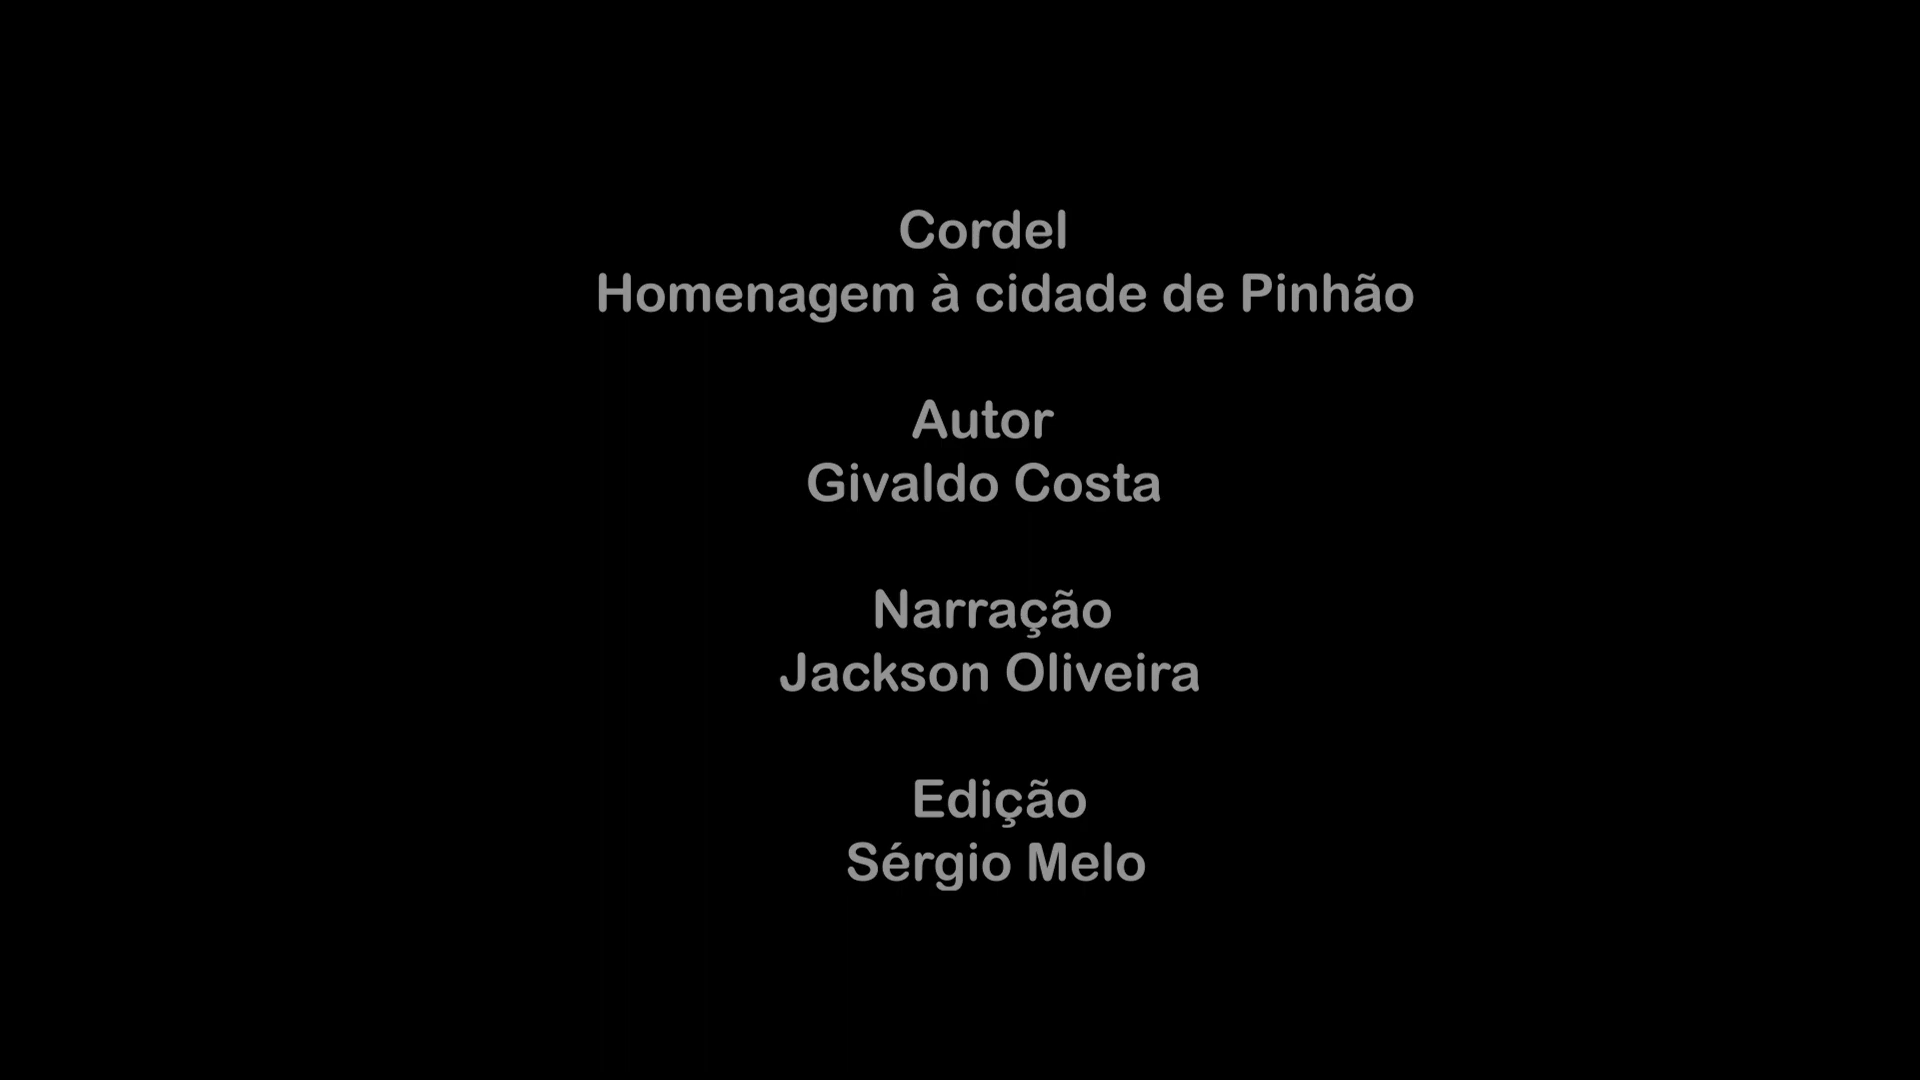 Cordel
Homenagem à cidade de Pinhão
Autor
Givaldo Costa
Narração
Jackson Oliveira
Edição
Sérgio Melo